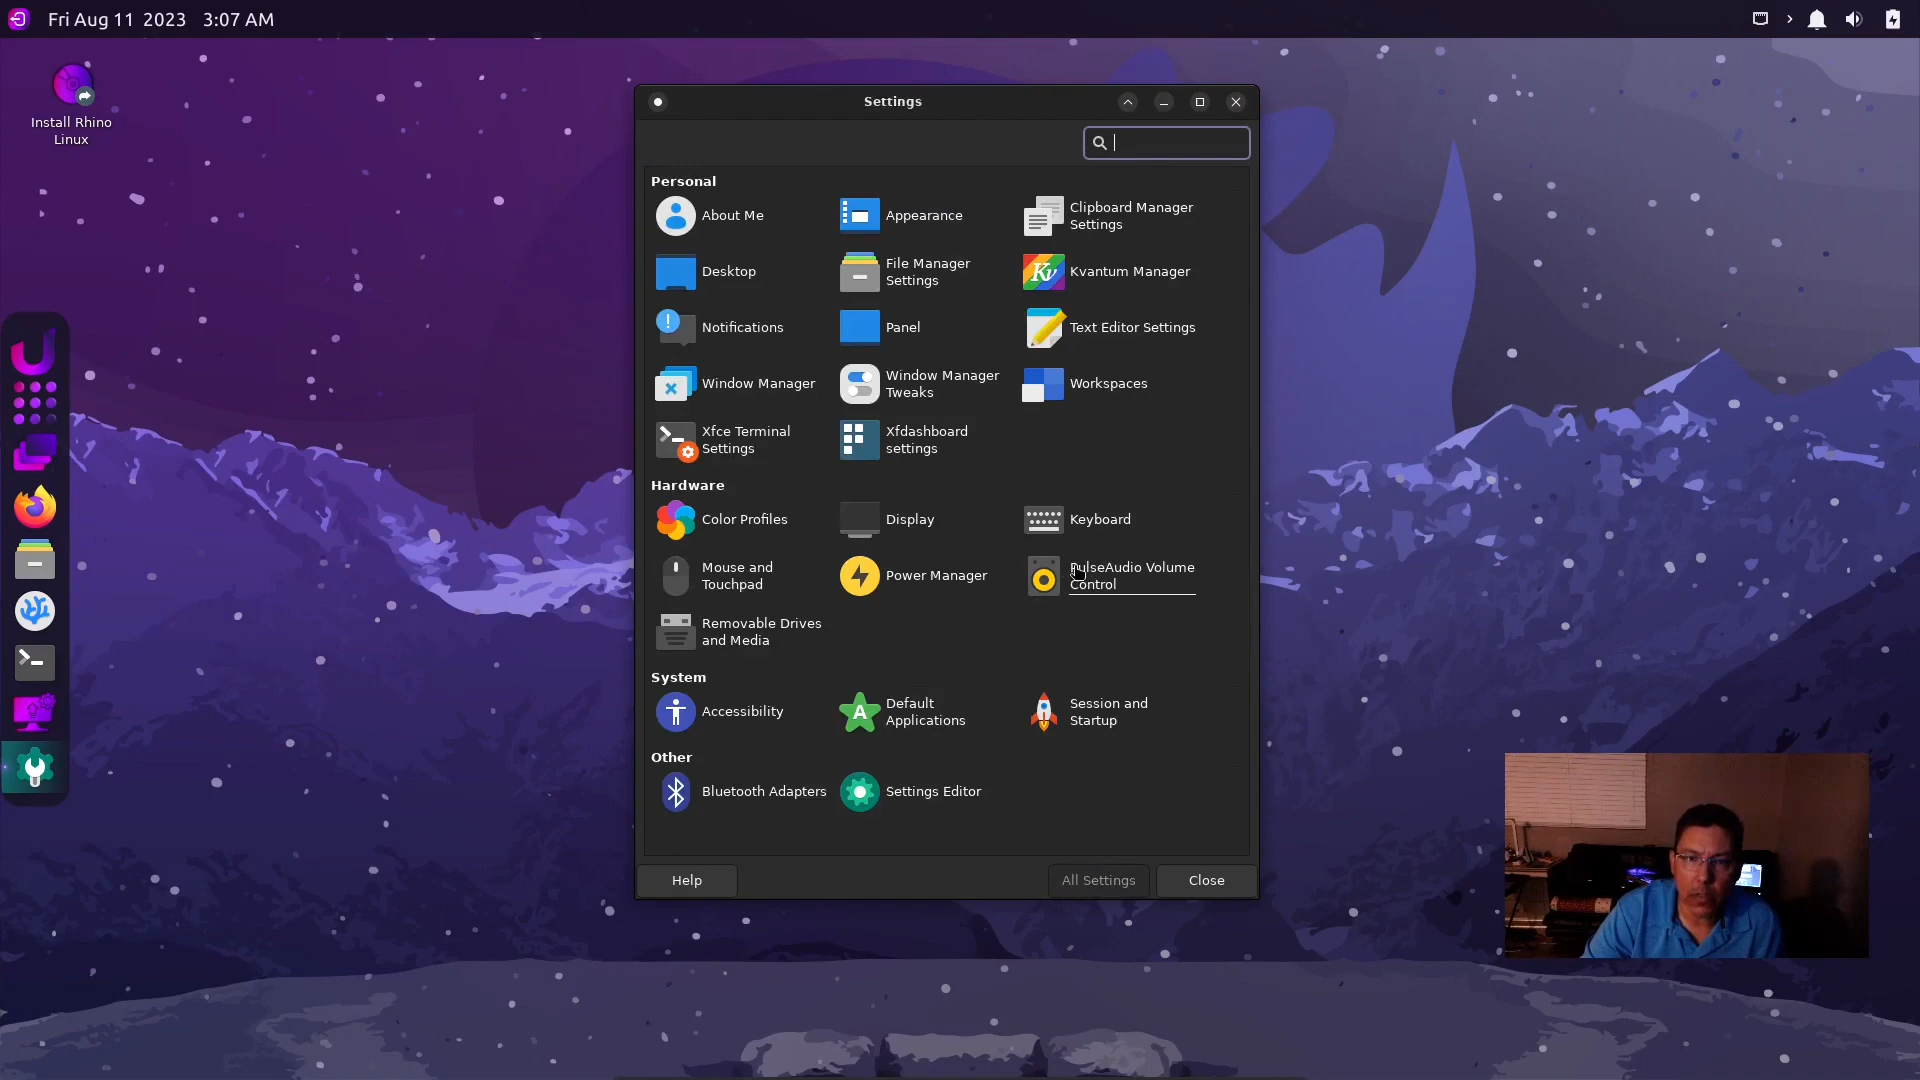 Fri Aug 11 2023 3:07 AM
Install Rhino
Linux
Settings
Personal
About Me
Appearance
Clipboard Manager
Settings
Desktop
File Manager
Settings
Kv
Kvantum Manager
Notifications
Panel
Text Editor Settings
Window Manager
Window Manager
Tweaks
Workspaces
Xfce Terminal
Settings
Xfdashboard
settings
Hardware
Color Profiles
Display
Keyboard
Mouse and
Touchpad
Power Manager
PulseAudio Volume
Control
Removable Drives
and Media
System
Accessibility
A
Default
Applications
Session and
Startup
Other
Bluetooth Adapters
Settings Editor
Help
All Settings
Close